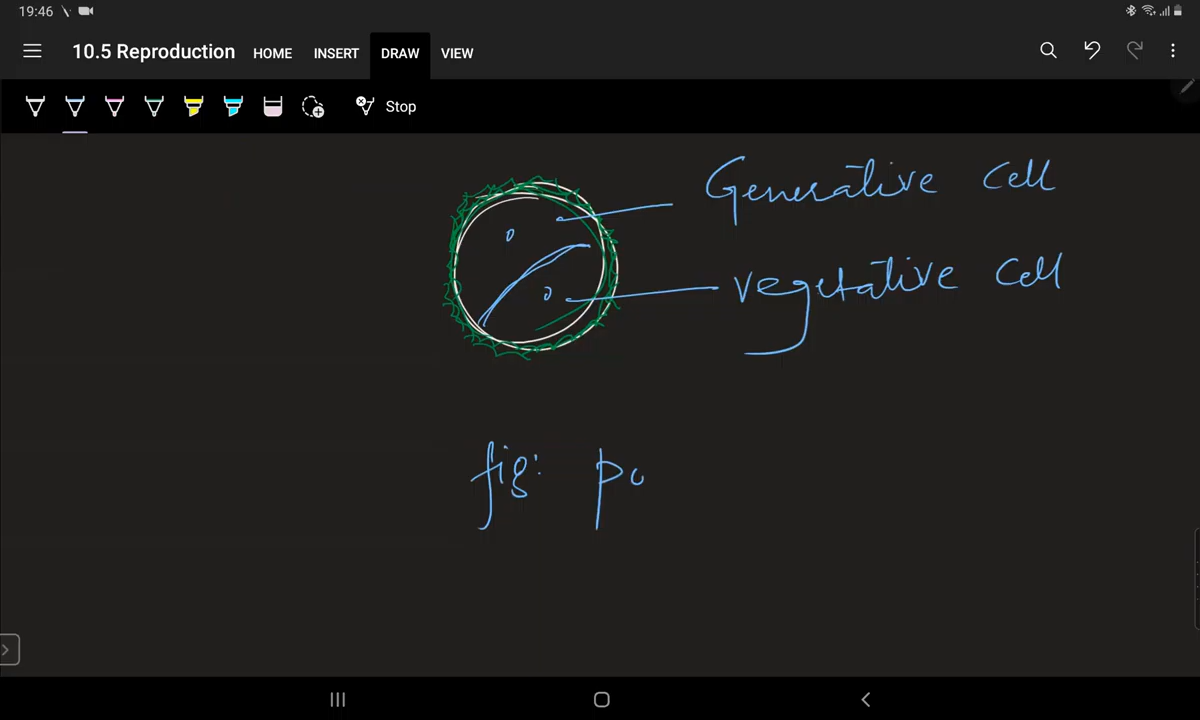 19:46
10.5 Reproduction HOME INSERT DRAW VIEW
Stop
Generative cell
vegetative cell
fig: po